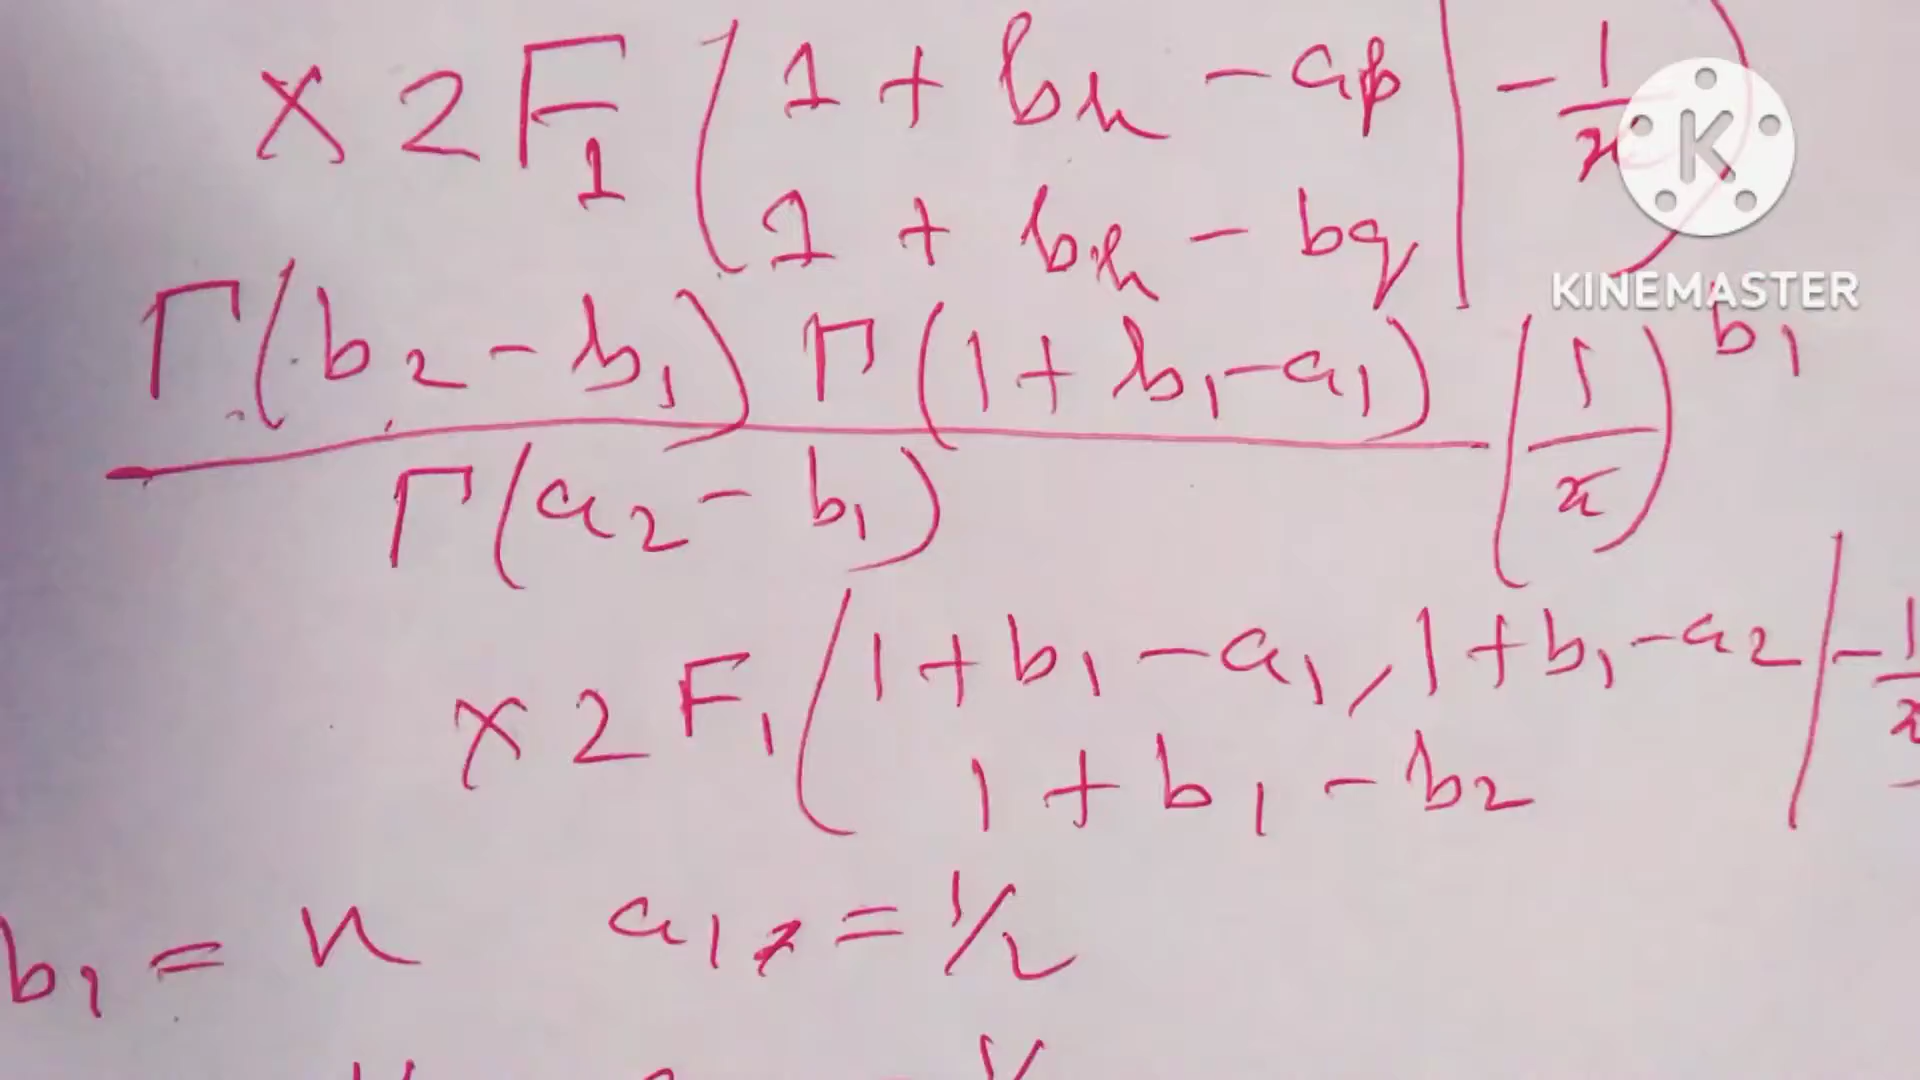 × 2F1 ( 1 + bh - ap | - 1/x )
1 + bh - bq
K
KINEMASTER
Γ(b2 - b1) Γ(1 + b1 - a1) / Γ(a2 - b1) (1/x)^b1
× 2F1 ( 1 + b1 - a1, 1 + b1 - a2 | - 1/x
1 + b1 - b2
b1 = n a1 = 1/2